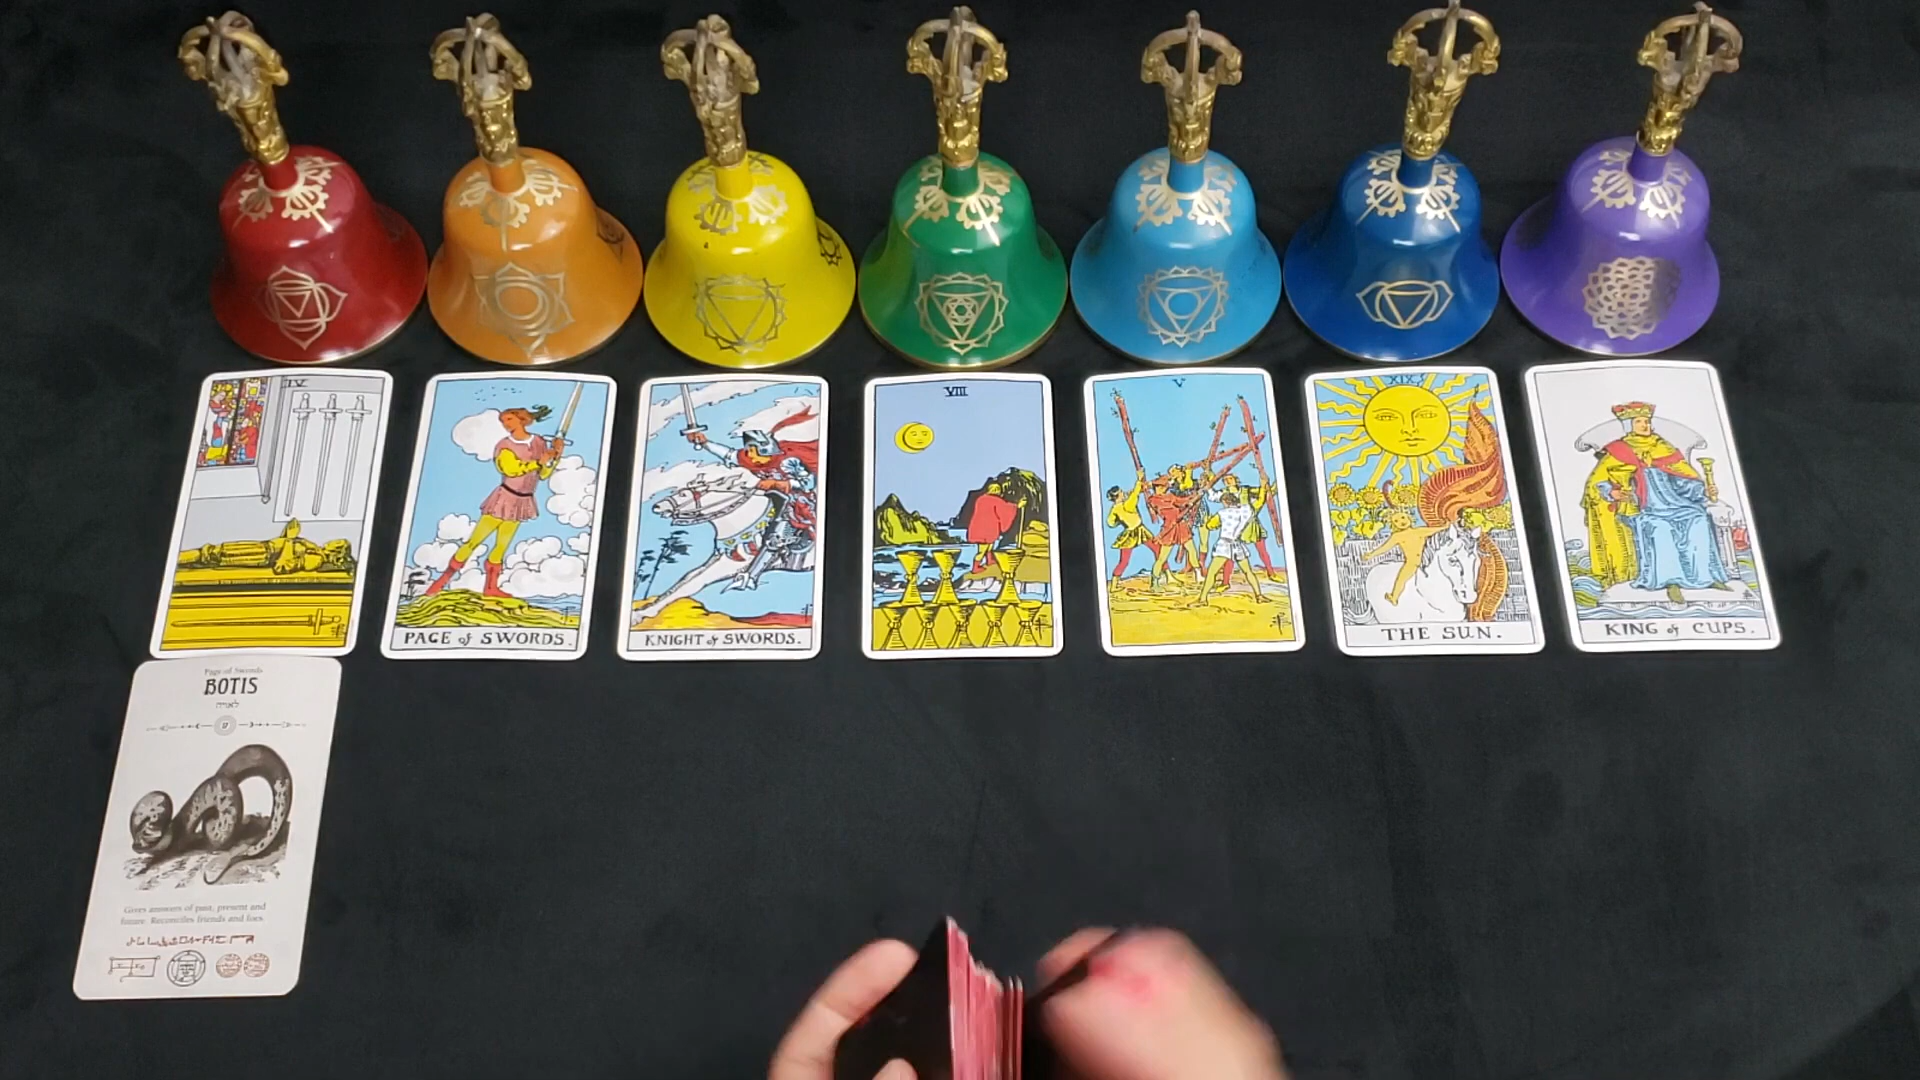 IV
PAGE of SWORDS.
KNIGHT of SWORDS.
VIII
V
XIX
THE SUN.
KING of CUPS.
Page of Swords
BOTIS
17
Gives answers of past, present and
future. Reconciles friends and foes.